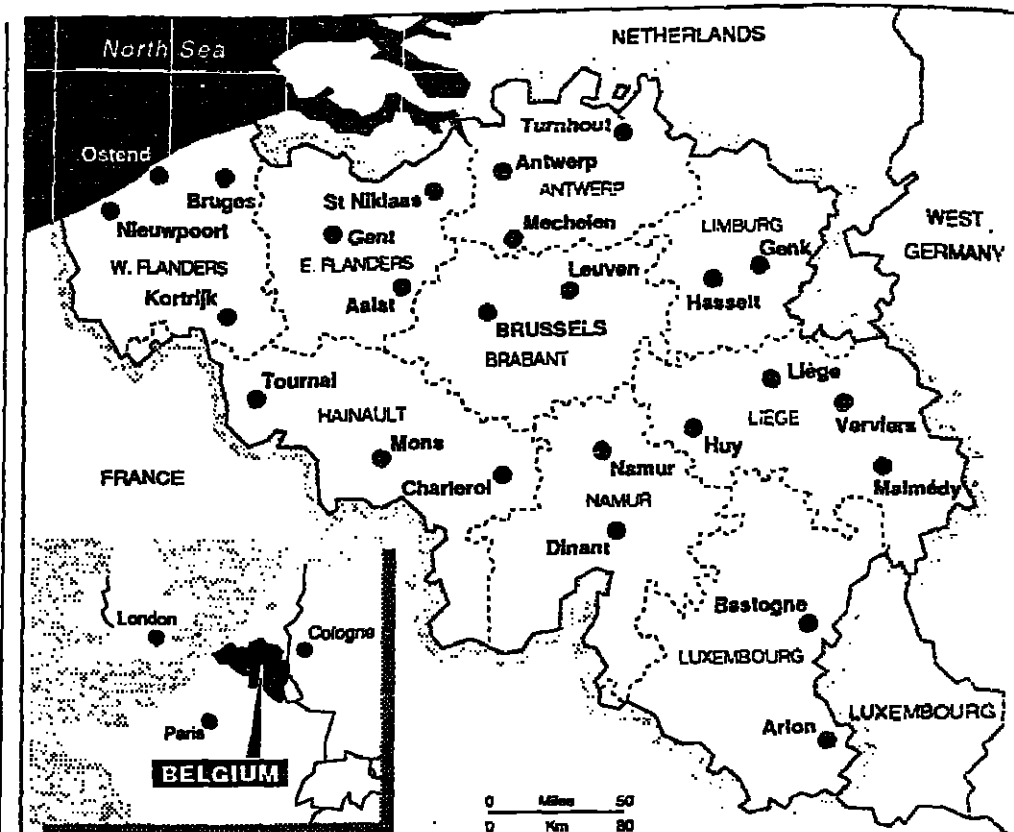 North Sea
NETHERLANDS
Turnhout
Ostend
Antwerp
ANTWERP
Bruges
St Niklaas
Nieuwpoort
Gent
Mechelen
LIMBURG
WEST
GERMANY
W. FLANDERS
E. FLANDERS
Leuven
Genk
Kortrijk
Aalst
Hasselt
BRUSSELS
BRABANT
Tournai
Liège
HAINAULT
LIEGE
Verviers
Mons
Huy
FRANCE
Charleroi
Namur
Malmédy
NAMUR
Dinant
Bastogne
London
Cologne
LUXEMBOURG
Paris
Arlon
LUXEMBOURG
BELGIUM
0 Miles 50
0 Km 80